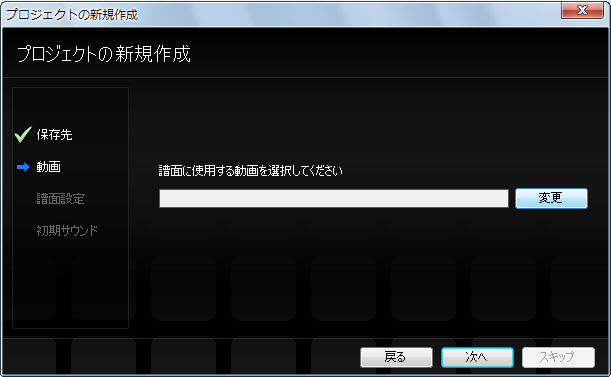 プロジェクトの新規作成
プロジェクトの新規作成
保存先
動画
譜面設定
初期サウンド
譜面に使用する動画を選択してください
変更
戻る
次へ
スキップ